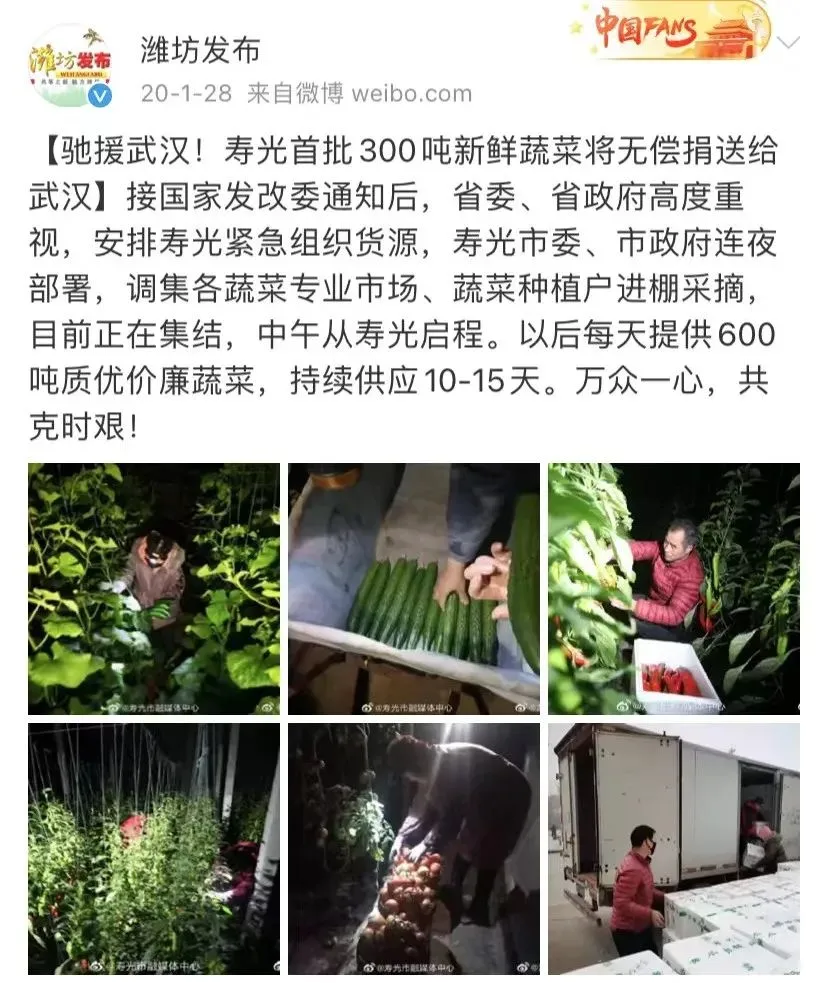 潍坊发布
WEIFANGFABU
潍坊发布
中国FANS
20-1-28 来自微博 weibo.com
【驰援武汉！寿光首批300吨新鲜蔬菜将无偿捐送给
武汉】接国家发改委通知后，省委、省政府高度重
视，安排寿光紧急组织货源，寿光市委、市政府连夜
部署，调集各蔬菜专业市场、蔬菜种植户进棚采摘，
目前正在集结，中午从寿光启程。以后每天提供600
吨质优价廉蔬菜，持续供应10-15天。万众一心，共
克时艰！
@寿光市融媒体中心
@寿光市融媒体中心
@寿光市融媒体中心
@寿光市融媒体中心
@寿光市融媒体中心